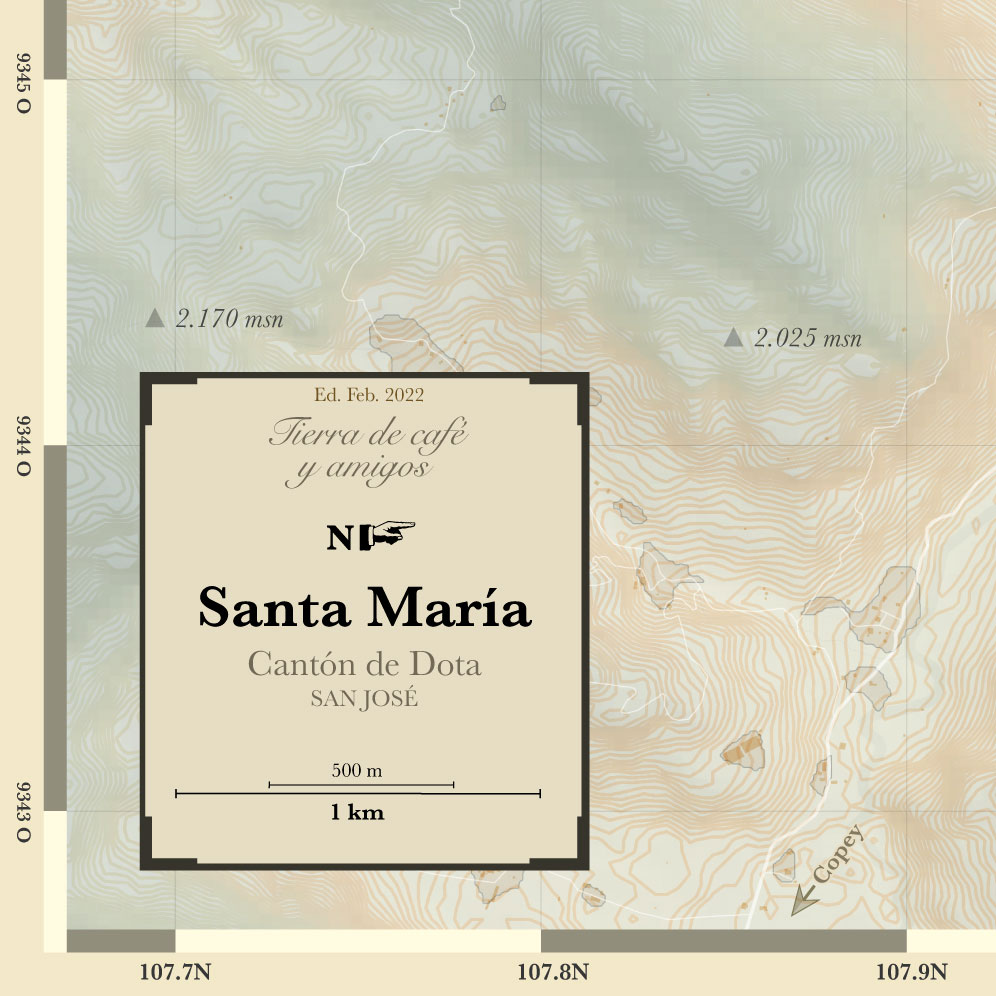 9345 O
2.170 msn
2.025 msn
9344 O
Ed. Feb. 2022
Tierra de café
y amigos
N
Santa María
Cantón de Dota
SAN JOSÉ
500 m
1 km
9343 O
Copey
107.7N
107.8N
107.9N